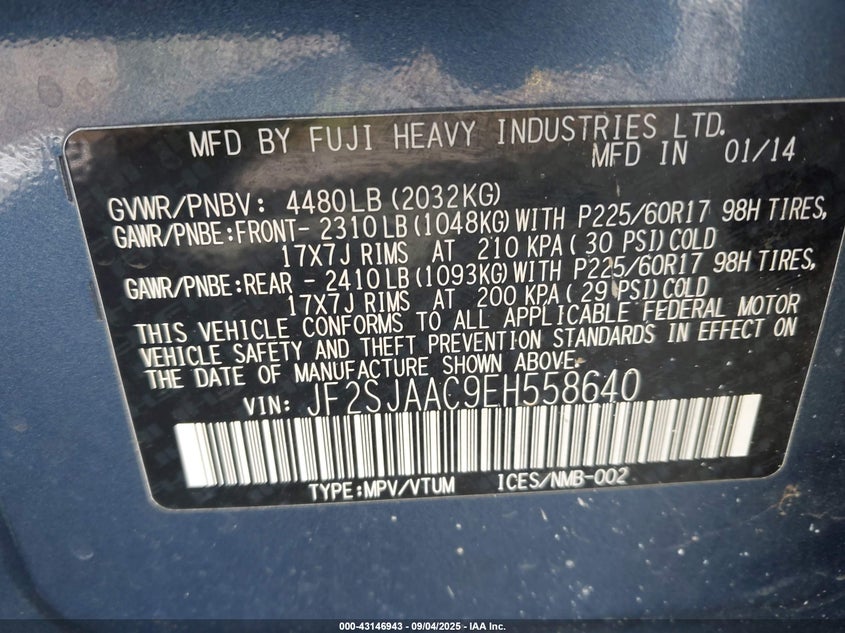 MFD BY FUJI HEAVY INDUSTRIES LTD.
MFD IN 01/14
GVWR/PNBV: 4480LB (2032KG)
GAWR/PNBE:FRONT- 2310LB (1048KG) WITH P225/60R17 98H TIRES,
17X7J RIMS AT 210 KPA ( 30 PSI) COLD
GAWR/PNBE:REAR - 2410LB (1093KG) WITH P225/60R17 98H TIRES,
17X7J RIMS AT 200 KPA ( 29 PSI) COLD
THIS VEHICLE CONFORMS TO ALL APPLICABLE FEDERAL MOTOR
VEHICLE SAFETY AND THEFT PREVENTION STANDARDS IN EFFECT ON
THE DATE OF MANUFACTURE SHOWN ABOVE.
VIN: JF2SJAAC9EH558640
TYPE:MPV/VTUM ICES/NMB-002
000-43146943 - 09/04/2025 - IAA Inc.